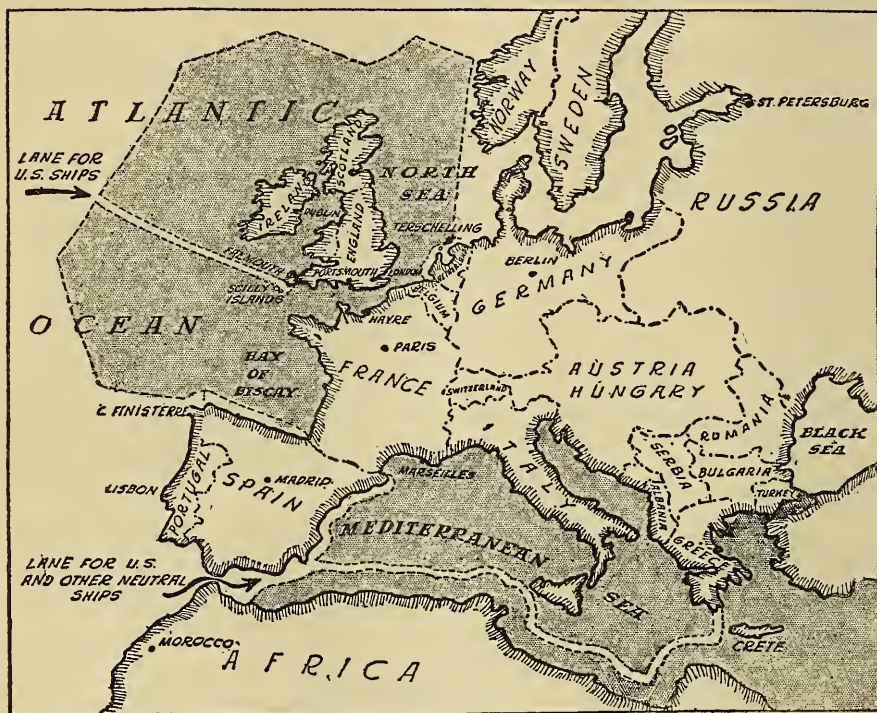 ATLANTIC
OCEAN
LANE FOR
U.S. SHIPS
NORTH
SEA
NORWAY
SWEDEN
ST. PETERSBURG
RUSSIA
SCOTLAND
IRELAND
DUBLIN
ENGLAND
TERSCHELLING
FALMOUTH
PORTSMOUTH
LONDON
SCILLY
ISLANDS
BELGIUM
BERLIN
GERMANY
HAVRE
PARIS
FRANCE
SWITZERLAND
AUSTRIA
HUNGARY
BAY
OF
BISCAY
C. FINISTERRE
ITALY
RUMANIA
SERBIA
BULGARIA
ALBANIA
TURKEY
GREECE
BLACK
SEA
MARSEILLES
MADRID
SPAIN
PORTUGAL
LISBON
MEDITERRANEAN
SEA
LANE FOR U.S.
AND OTHER NEUTRAL
SHIPS
CRETE
MOROCCO
AFRICA